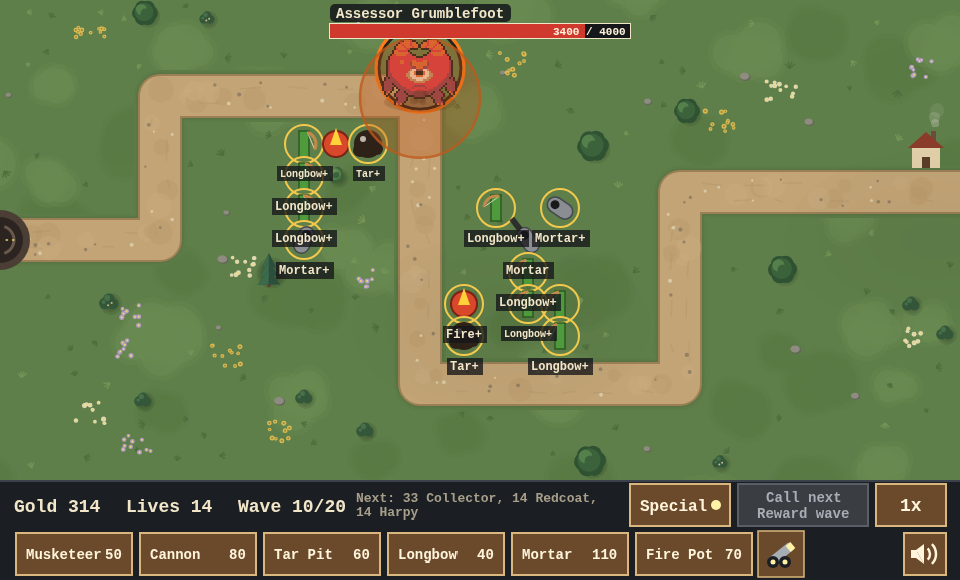 Assessor Grumblefoot
3400 / 4000
Longbow+
Tar+
Longbow+
Longbow+
Longbow+ Mortar+
Mortar+
Mortar
Longbow+
Fire+
Longbow+
Tar+
Longbow+
Gold 314 Lives 14 Wave 10/20
Next: 33 Collector, 14 Redcoat,
14 Harpy
Special
Call next
Reward wave
1x
Musketeer 50
Cannon 80
Tar Pit 60
Longbow 40
Mortar 110
Fire Pot 70